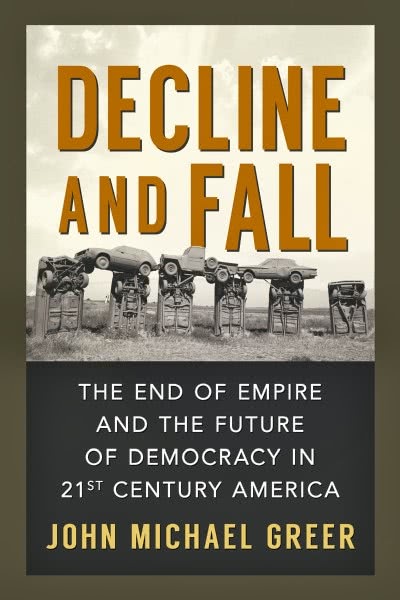 DECLINE
AND FALL
THE END OF EMPIRE
AND THE FUTURE
OF DEMOCRACY IN
21ST CENTURY AMERICA
JOHN MICHAEL GREER